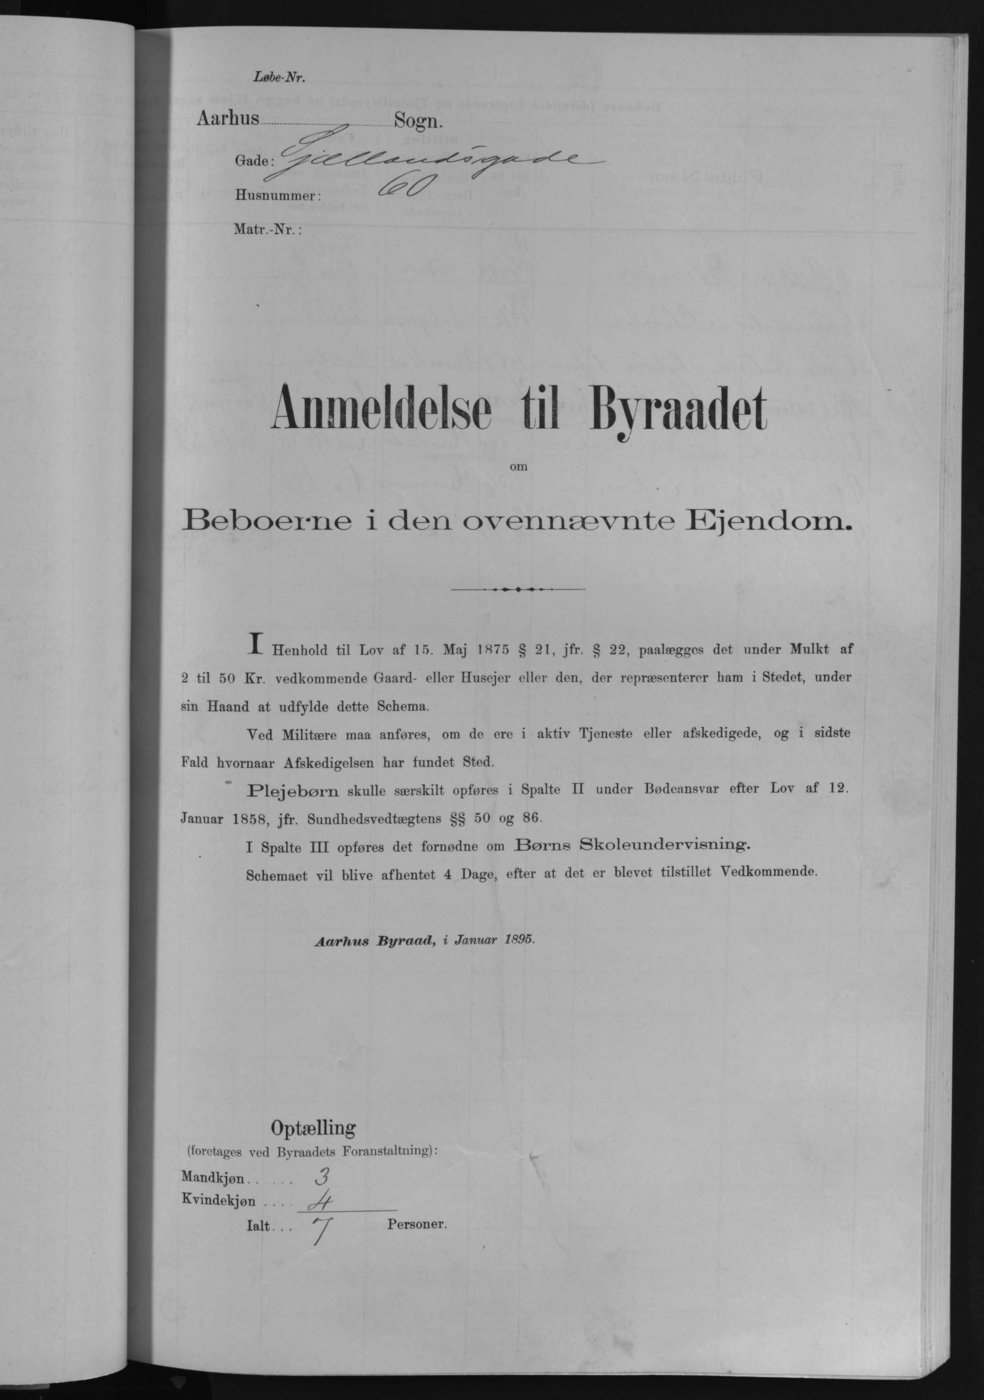 Løbe-Nr.
Aarhus Sogn.
Gade: Sjællandsgade
Husnummer: 60
Matr.-Nr.:
Anmeldelse til Byraadet
om
Beboerne i den ovennævnte Ejendom.
I Henhold til Lov af 15. Maj 1875 § 21, jfr. § 22, paalægges det under Mulkt af
2 til 50 Kr. vedkommende Gaard- eller Husejer eller den, der repræsenterer ham i Stedet, under
sin Haand at udfylde dette Schema.
Ved Militære maa anføres, om de ere i aktiv Tjeneste eller afskedigede, og i sidste
Fald hvornaar Afskedigelsen har fundet Sted.
Plejebørn skulle særskilt opføres i Spalte II under Bødeansvar efter Lov af 12.
Januar 1858, jfr. Sundhedsvedtægtens §§ 50 og 86.
I Spalte III opføres det fornødne om Børns Skoleundervisning.
Schemaet vil blive afhentet 4 Dage, efter at det er blevet tilstillet Vedkommende.
Aarhus Byraad, i Januar 1895.
Optælling
(foretages ved Byraadets Foranstaltning):
Mandkjøn...... 3
Kvindekjøn.... 4
Ialt... 7 Personer.